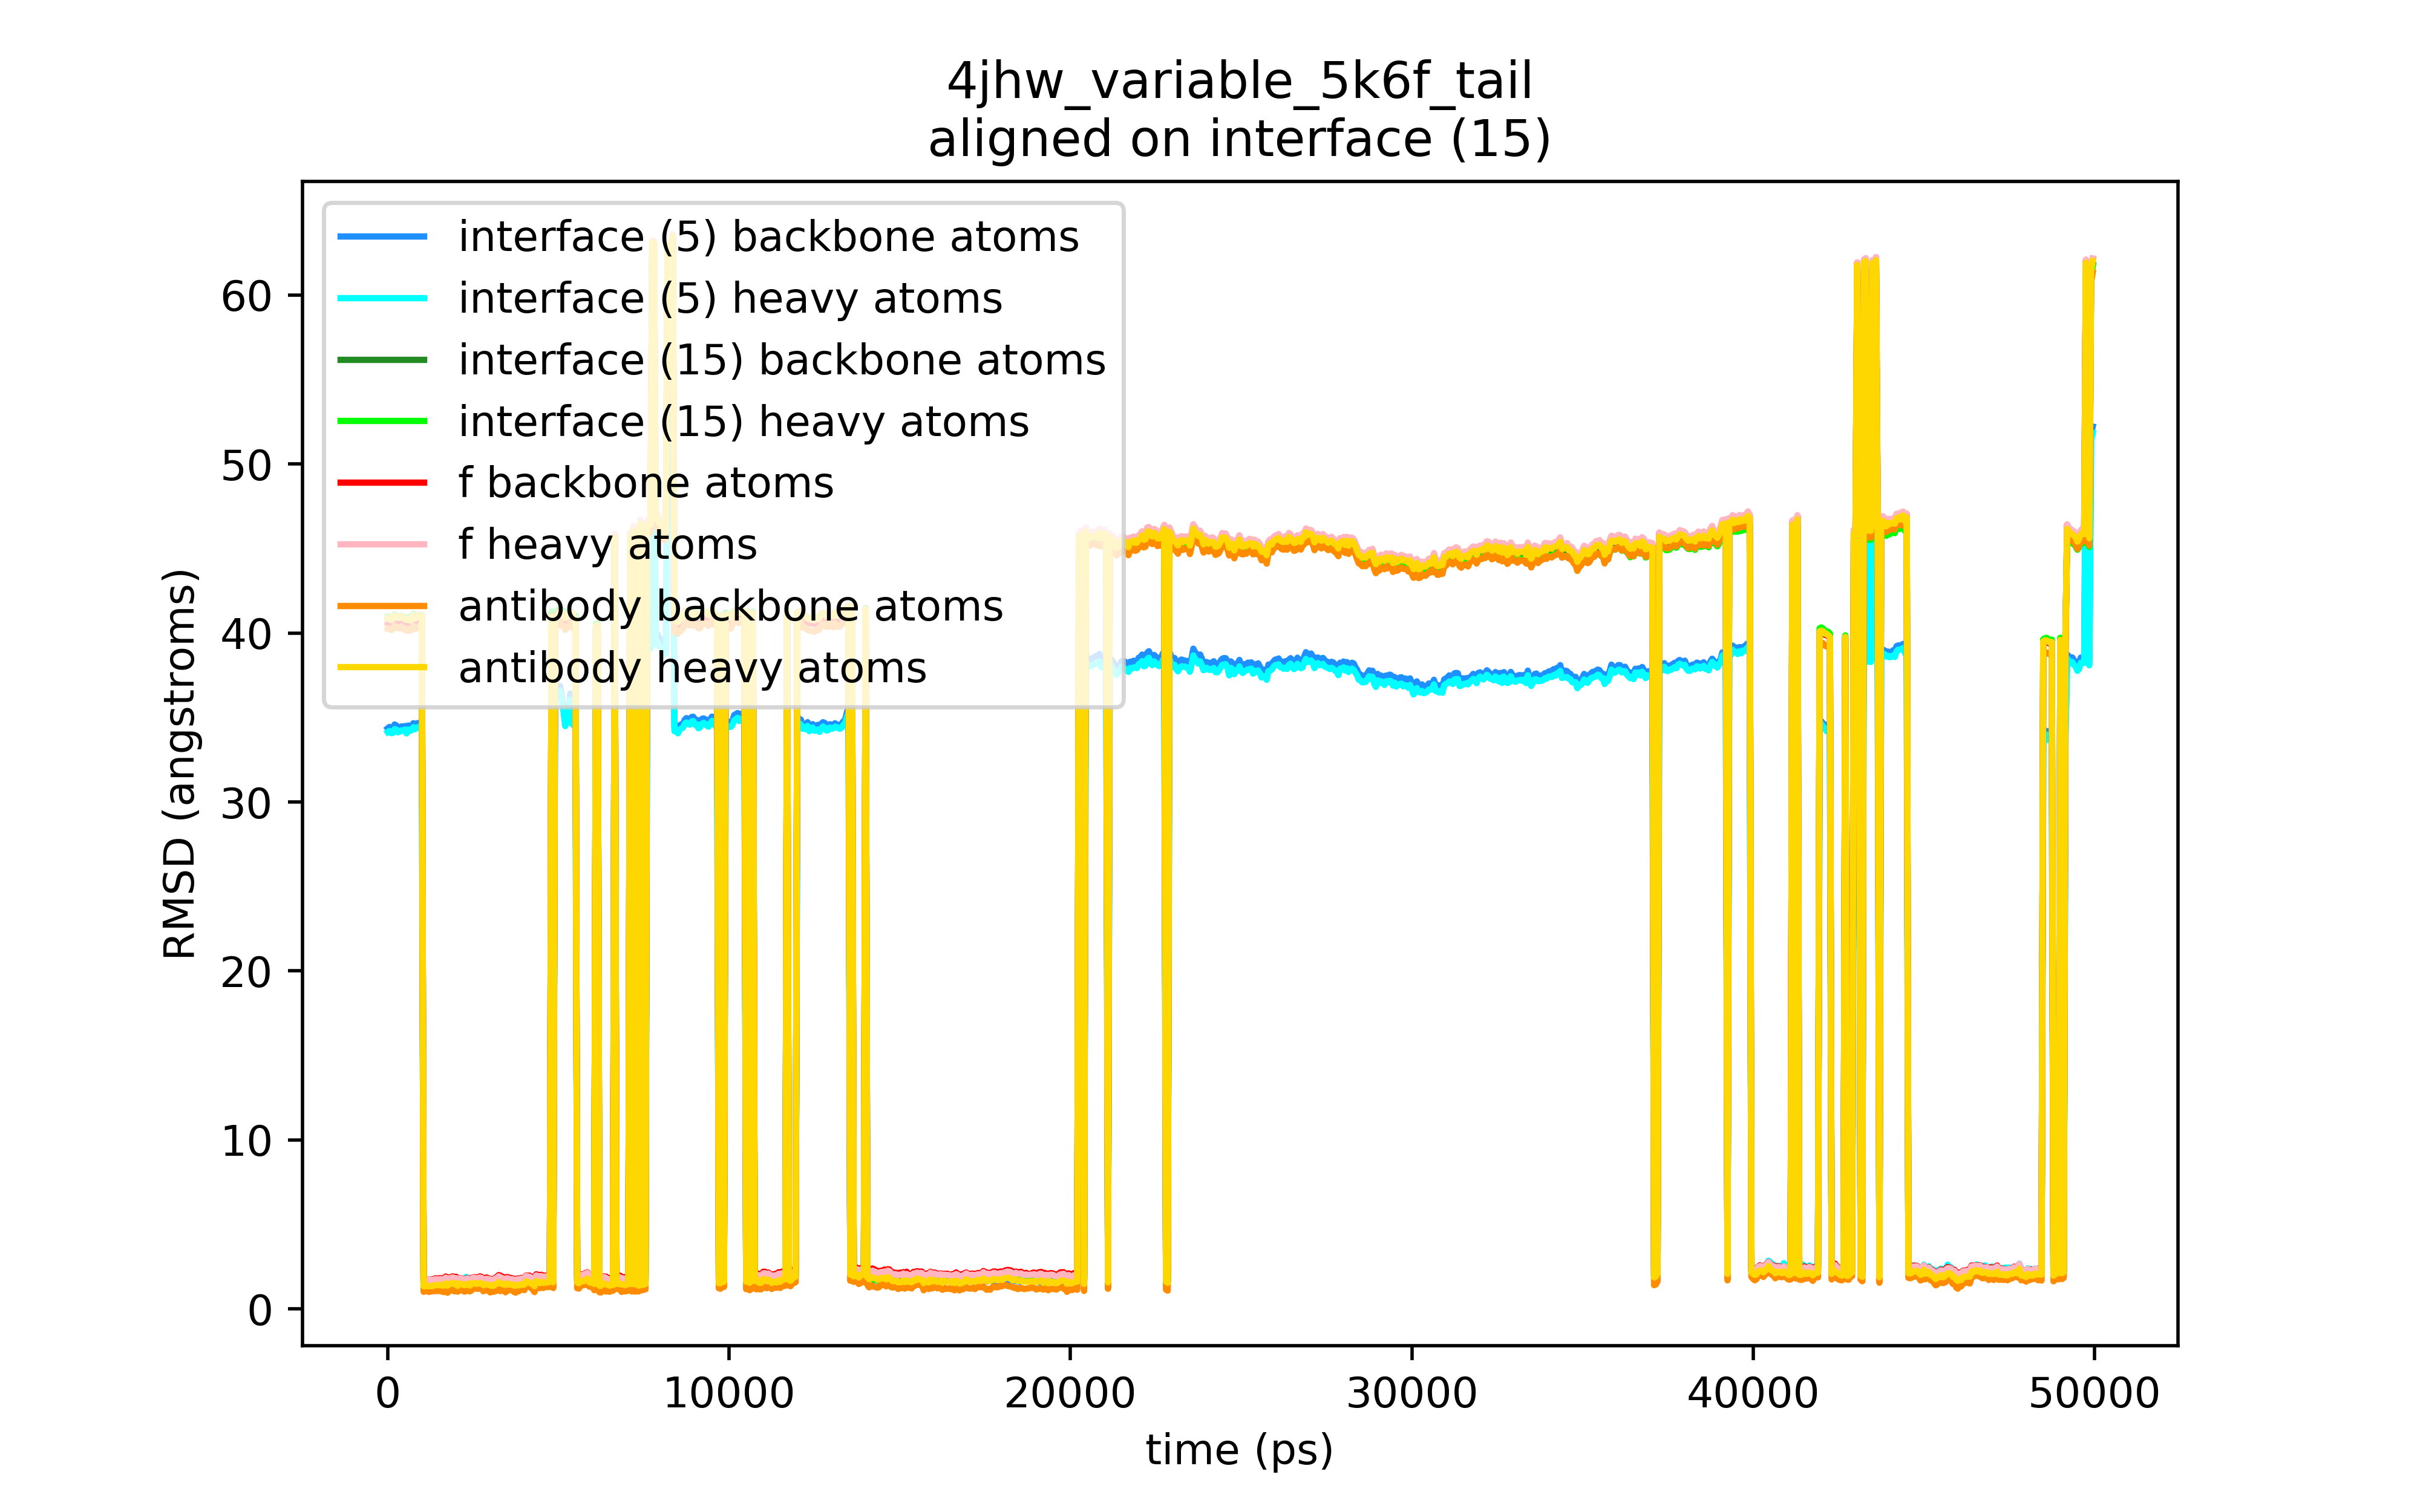 4jhw_variable_5k6f_tail
aligned on interface (15)
interface (5) backbone atoms
interface (5) heavy atoms
interface (15) backbone atoms
interface (15) heavy atoms
f backbone atoms
f heavy atoms
antibody backbone atoms
antibody heavy atoms
60
50
40
30
20
10
0
RMSD (angstroms)
0 10000 20000 30000 40000 50000
time (ps)